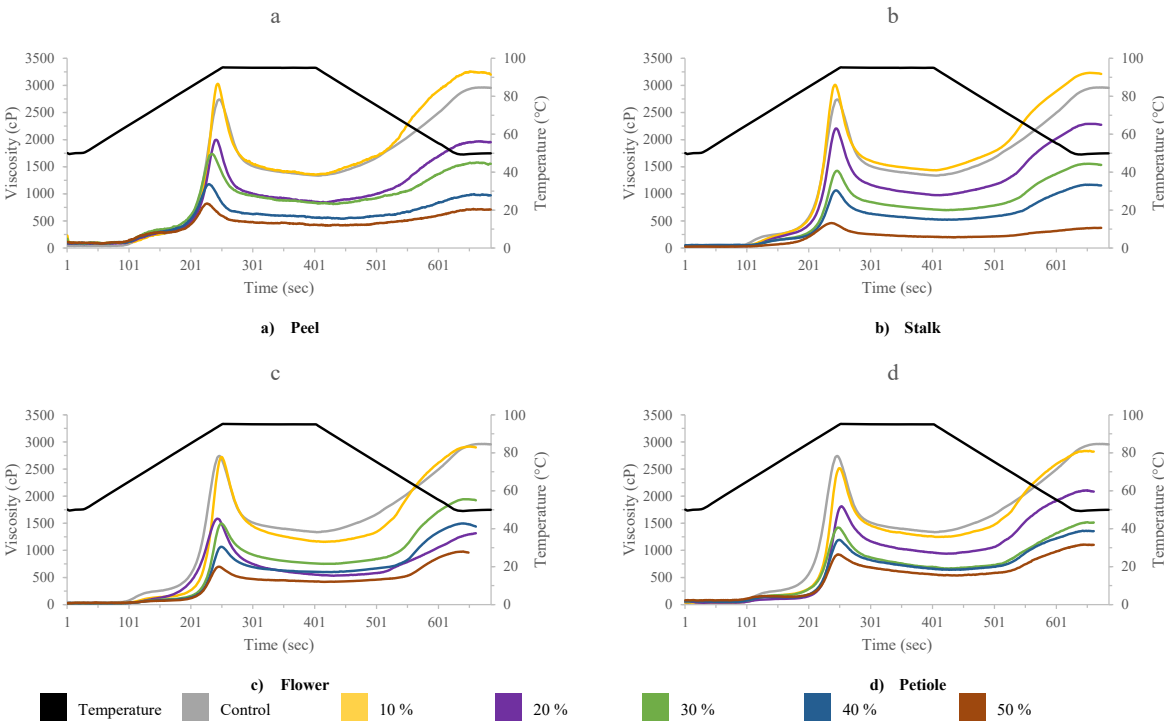 a
3500
3000
2500
2000
1500
1000
500
0
Viscosity (cP)
100
80
60
40
20
0
Temperature (°C)
1 101 201 301 401 501 601
Time (sec)
a) Peel
b
3500
3000
2500
2000
1500
1000
500
0
Viscosity (cP)
100
80
60
40
20
0
Temperature (°C)
1 101 201 301 401 501 601
Time (sec)
b) Stalk
c
3500
3000
2500
2000
1500
1000
500
0
Viscosity (cP)
100
80
60
40
20
0
Temperature (°C)
1 101 201 301 401 501 601
Time (sec)
c) Flower
d
3500
3000
2500
2000
1500
1000
500
0
Viscosity (cP)
100
80
60
40
20
0
Temperature (°C)
1 101 201 301 401 501 601
Time (sec)
d) Petiole
Temperature Control 10 % 20 % 30 % 40 % 50 %